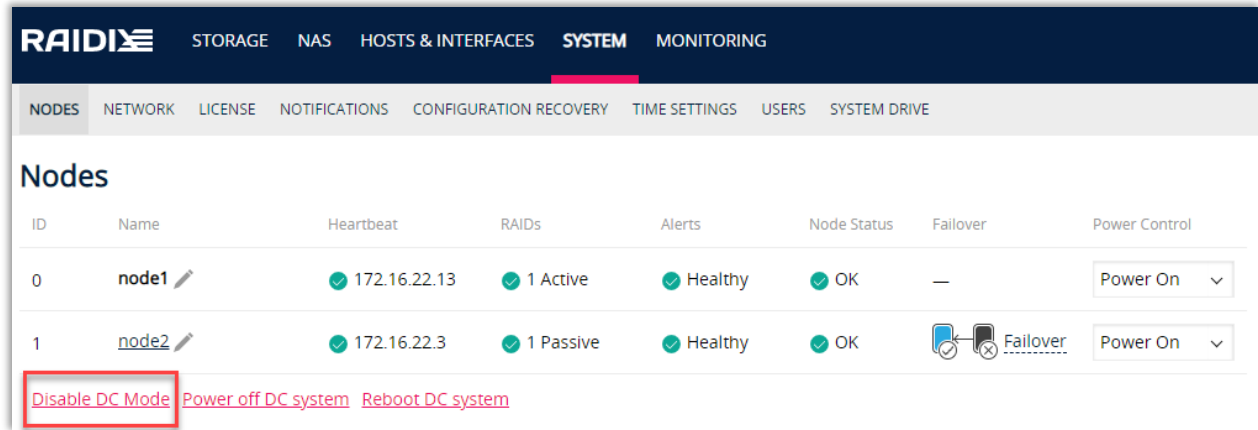 RAIDIX STORAGE NAS HOSTS & INTERFACES SYSTEM MONITORING
NODES NETWORK LICENSE NOTIFICATIONS CONFIGURATION RECOVERY TIME SETTINGS USERS SYSTEM DRIVE
Nodes
ID Name Heartbeat RAIDs Alerts Node Status Failover Power Control
0 node1 172.16.22.13 1 Active Healthy OK — Power On
1 node2 172.16.22.3 1 Passive Healthy OK Failover Power On
Disable DC Mode Power off DC system Reboot DC system